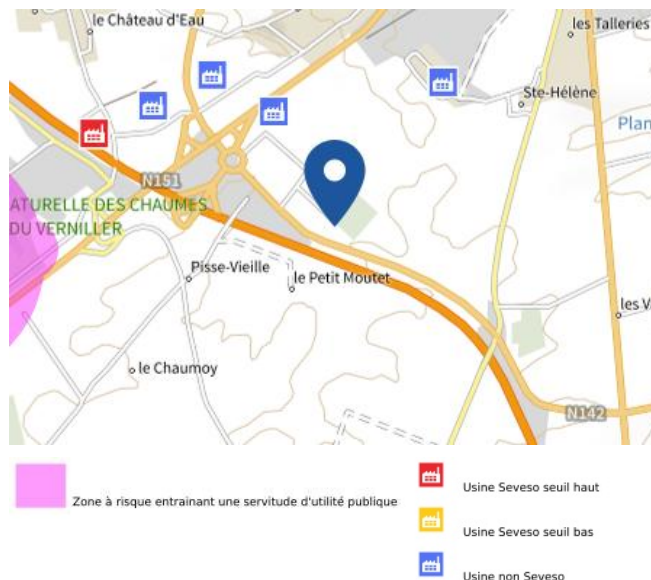 le Château d'Eau
les Talleries
Ste-Hélène
Plan
N151
ATURELLE DES CHAUMES
DU VERNILLER
Pisse-Vieille
le Petit Moutet
les V
le Chaumoy
N142
Zone à risque entrainant une servitude d'utilité publique
Usine Seveso seuil haut
Usine Seveso seuil bas
Usine non Seveso